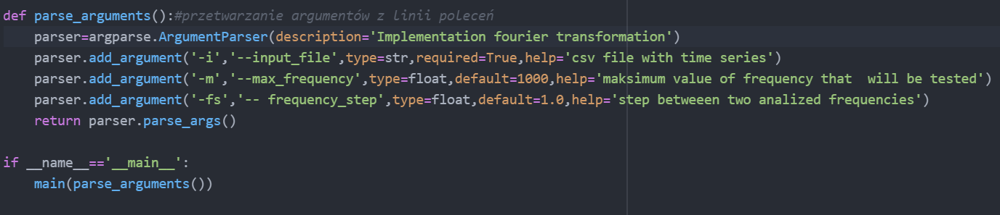 def parse_arguments():#przetwarzanie argumentów z linii poleceń
    parser=argparse.ArgumentParser(description='Implementation fourier transformation')
    parser.add_argument('-i','--input_file',type=str,required=True,help='csv file with time series')
    parser.add_argument('-m','--max_frequency',type=float,default=1000,help='maksimum value of frequency that  will be tested')
    parser.add_argument('-fs','-- frequency_step',type=float,default=1.0,help='step betweeen two analized frequencies')
    return parser.parse_args()

if __name__=='__main__':
    main(parse_arguments())